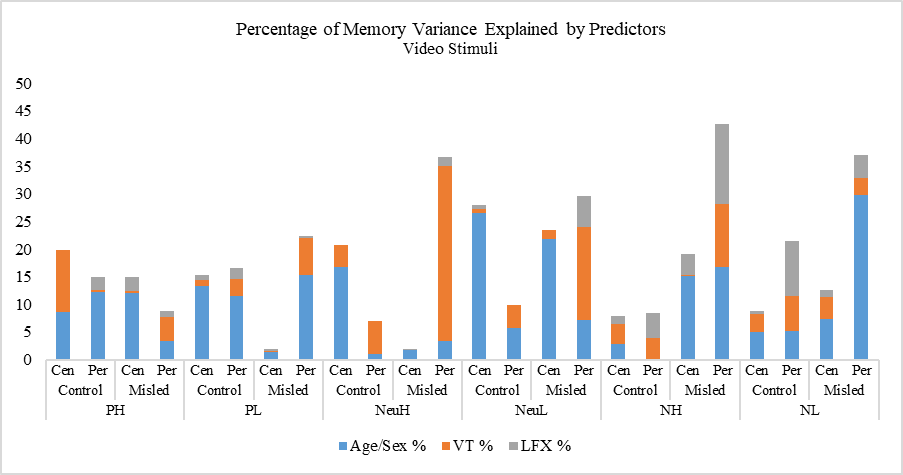 Percentage of Memory Variance Explained by Predictors
Video Stimuli
50
45
40
35
30
25
20
15
10
5
0
Cen Per Cen Per Cen Per Cen Per Cen Per Cen Per Cen Per Cen Per Cen Per Cen Per Cen Per Cen Per
Control Misled Control Misled Control Misled Control Misled Control Misled Control Misled
PH PL NeuH NeuL NH NL
Age/Sex % VT % LFX %